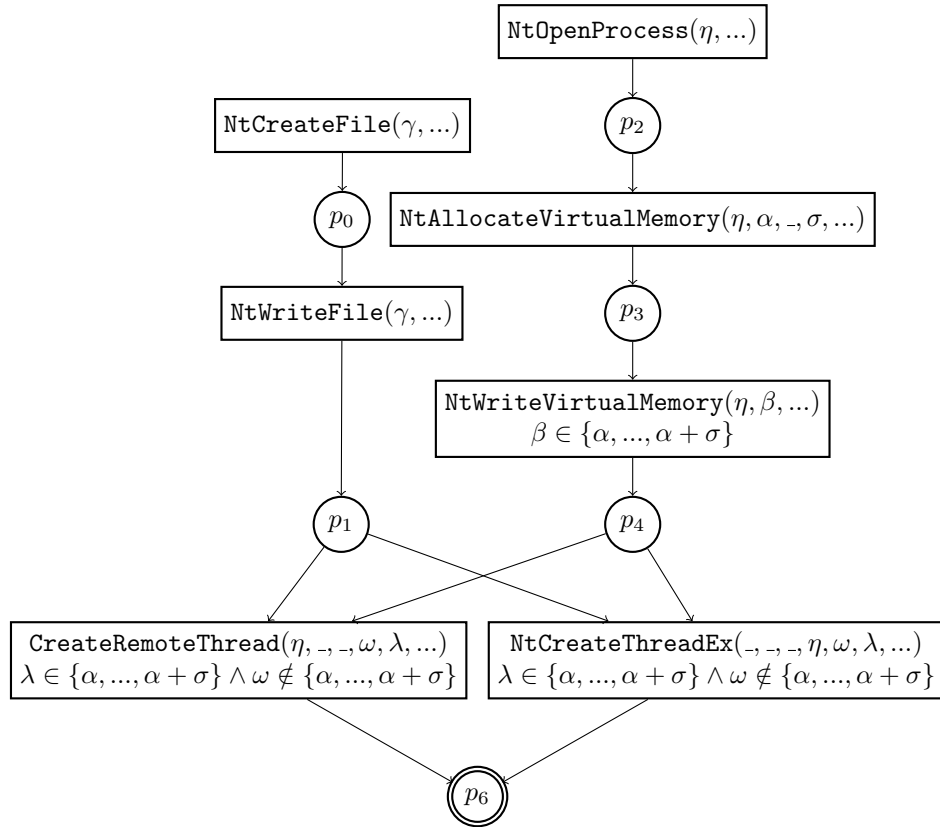 NtOpenProcess(η, ...)
p₂
NtCreateFile(γ, ...)
p₀
NtAllocateVirtualMemory(η, α, _, σ, ...)
NtWriteFile(γ, ...)
p₃
NtWriteVirtualMemory(η, β, ...)
β ∈ {α, ..., α + σ}
p₁
p₄
CreateRemoteThread(η, _, _, ω, λ, ...)
λ ∈ {α, ..., α + σ} ∧ ω ∉ {α, ..., α + σ}
NtCreateThreadEx(_, _, _, η, ω, λ, ...)
λ ∈ {α, ..., α + σ} ∧ ω ∉ {α, ..., α + σ}
p₆